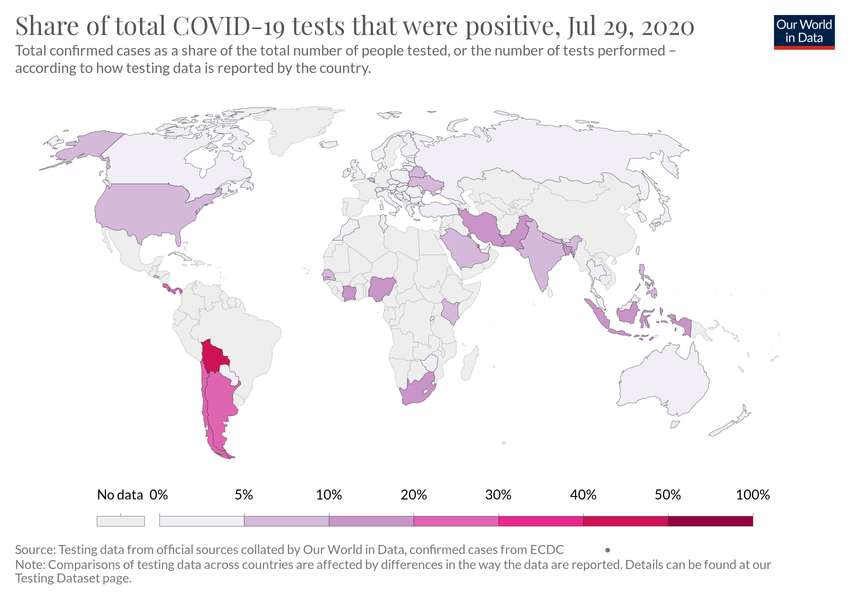 Share of total COVID-19 tests that were positive, Jul 29, 2020
Our World
in Data
Total confirmed cases as a share of the total number of people tested, or the number of tests performed –
according to how testing data is reported by the country.
No data 0% 5% 10% 20% 30% 40% 50% 100%
Source: Testing data from official sources collated by Our World in Data, confirmed cases from ECDC •
Note: Comparisons of testing data across countries are affected by differences in the way the data are reported. Details can be found at our
Testing Dataset page.